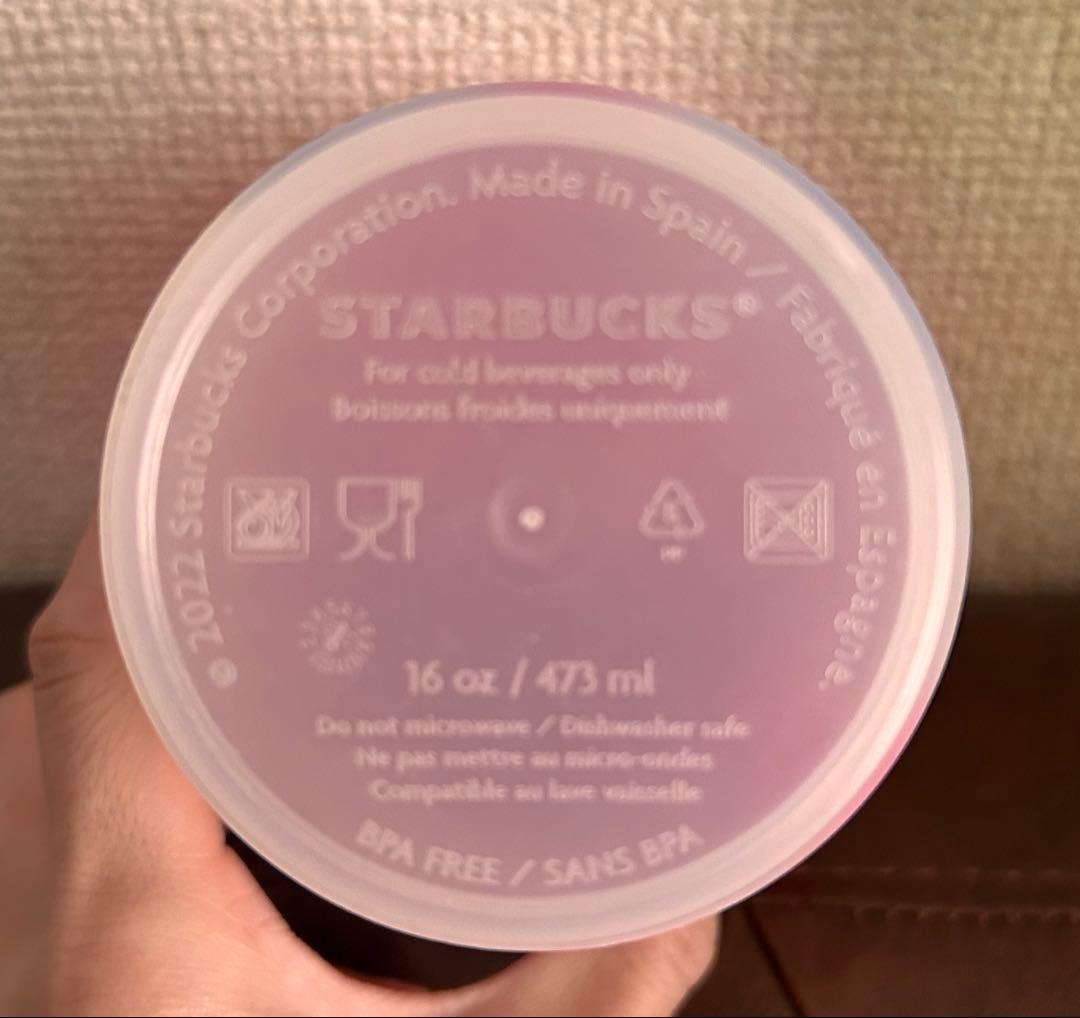 © 2022 Starbucks Corporation. Made in Spain / Fabriqué en Espagne.
STARBUCKS®
For cold beverages only
Boissons froides uniquement
5
PP
16 oz / 473 ml
Do not microwave / Dishwasher safe
Ne pas mettre au micro-ondes
Compatible au lave vaisselle
BPA FREE / SANS BPA